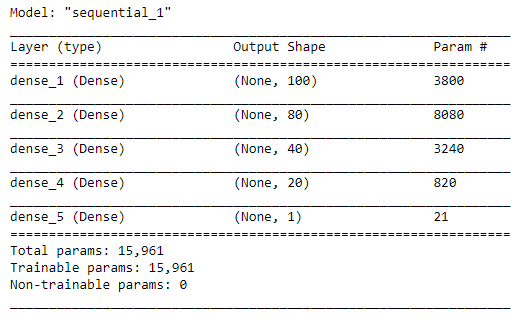 Model: "sequential_1"
Layer (type) Output Shape Param #
dense_1 (Dense) (None, 100) 3800
dense_2 (Dense) (None, 80) 8080
dense_3 (Dense) (None, 40) 3240
dense_4 (Dense) (None, 20) 820
dense_5 (Dense) (None, 1) 21
Total params: 15,961
Trainable params: 15,961
Non-trainable params: 0